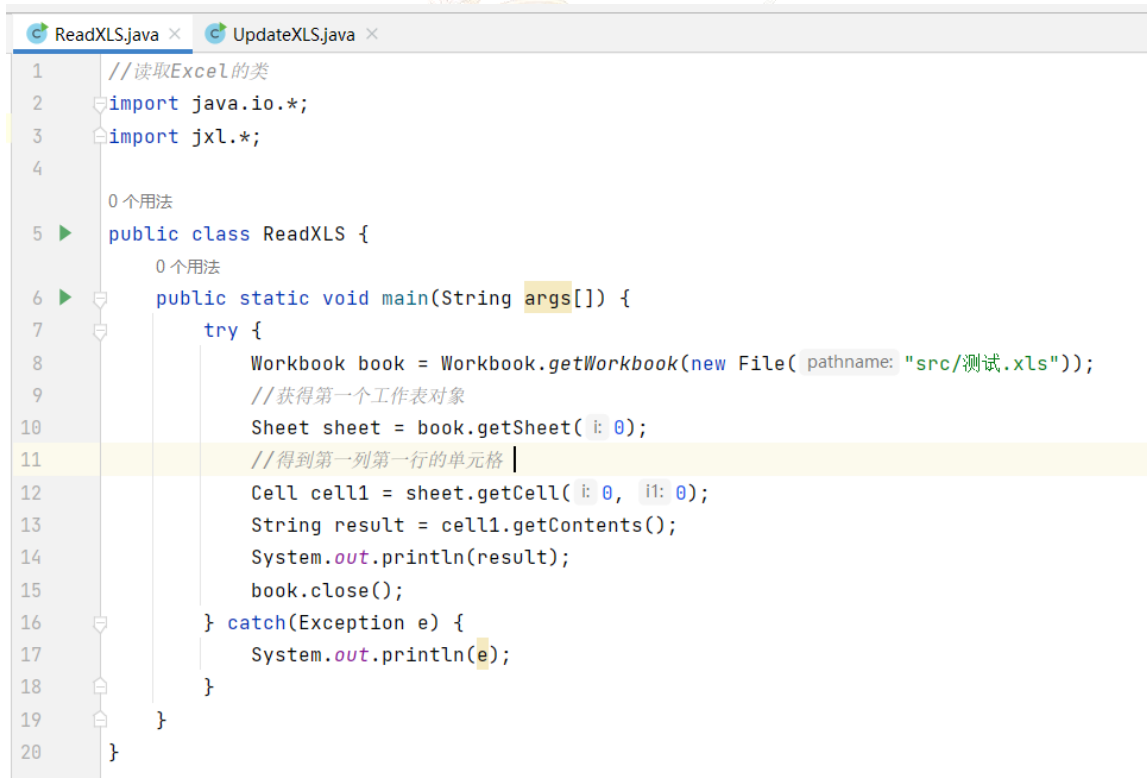 ReadXLS.java UpdateXLS.java
1 //读取Excel的类
2 import java.io.*;
3 import jxl.*;
4
0 个用法
5 public class ReadXLS {
0 个用法
6 public static void main(String args[]) {
7 try {
8 Workbook book = Workbook.getWorkbook(new File( pathname: "src/测试.xls"));
9 //获得第一个工作表对象
10 Sheet sheet = book.getSheet( i: 0);
11 //得到第一列第一行的单元格
12 Cell cell1 = sheet.getCell( i: 0, i1: 0);
13 String result = cell1.getContents();
14 System.out.println(result);
15 book.close();
16 } catch(Exception e) {
17 System.out.println(e);
18 }
19 }
20 }